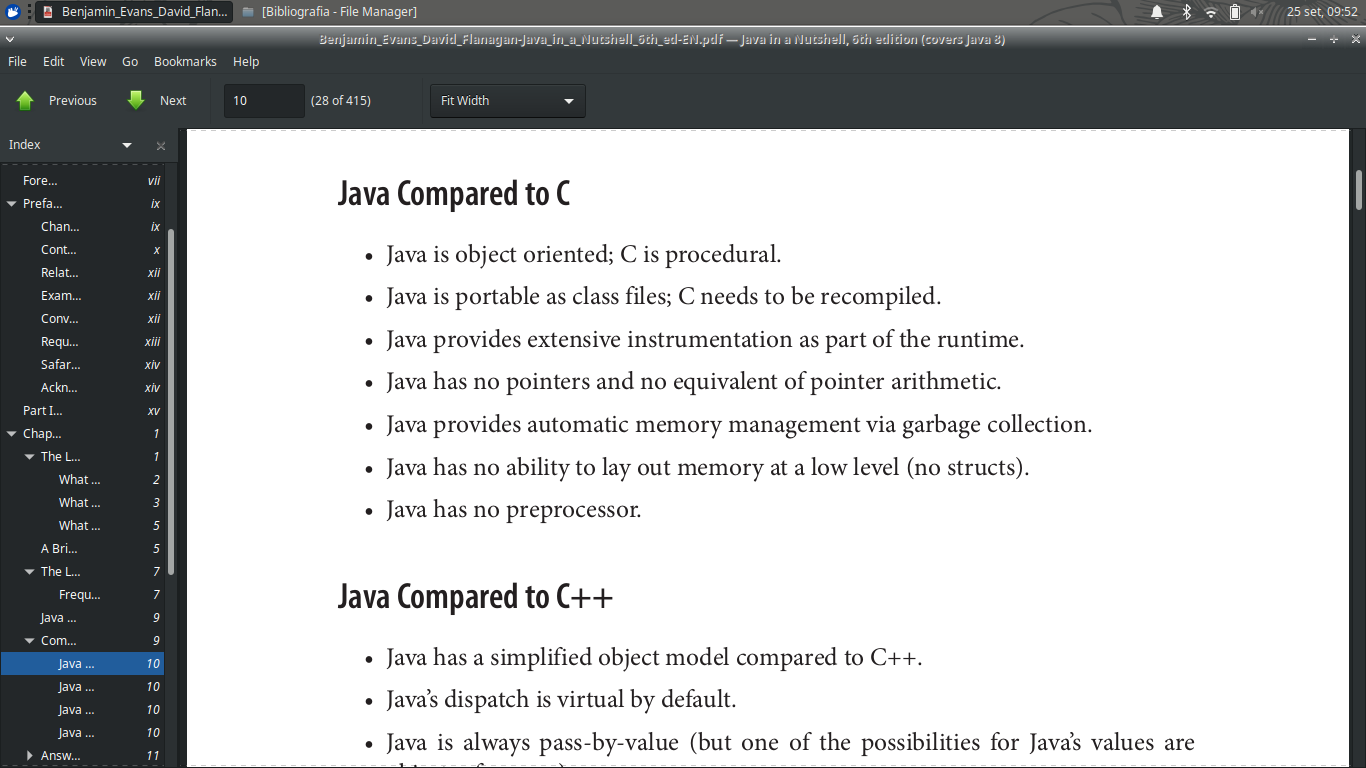 Benjamin_Evans_David_Flan...
[Bibliografia - File Manager]
25 set, 09:52
Benjamin_Evans_David_Flanagan-Java_in_a_Nutshell_6th_ed-EN.pdf — Java in a Nutshell, 6th edition (covers Java 8)
File Edit View Go Bookmarks Help
Previous Next 10 (28 of 415) Fit Width
Index
Fore... vii
Prefa... ix
Chan... ix
Cont... x
Relat... xii
Exam... xii
Conv... xii
Requ... xiii
Safar... xiv
Ackn... xiv
Part I... xv
Chap... 1
The L... 1
What ... 2
What ... 3
What ... 5
A Bri... 5
The L... 7
Frequ... 7
Java ... 9
Com... 9
Java ... 10
Java ... 10
Java ... 10
Java ... 10
Answ... 11
Java Compared to C
• Java is object oriented; C is procedural.
• Java is portable as class files; C needs to be recompiled.
• Java provides extensive instrumentation as part of the runtime.
• Java has no pointers and no equivalent of pointer arithmetic.
• Java provides automatic memory management via garbage collection.
• Java has no ability to lay out memory at a low level (no structs).
• Java has no preprocessor.
Java Compared to C++
• Java has a simplified object model compared to C++.
• Java’s dispatch is virtual by default.
• Java is always pass-by-value (but one of the possibilities for Java’s values are